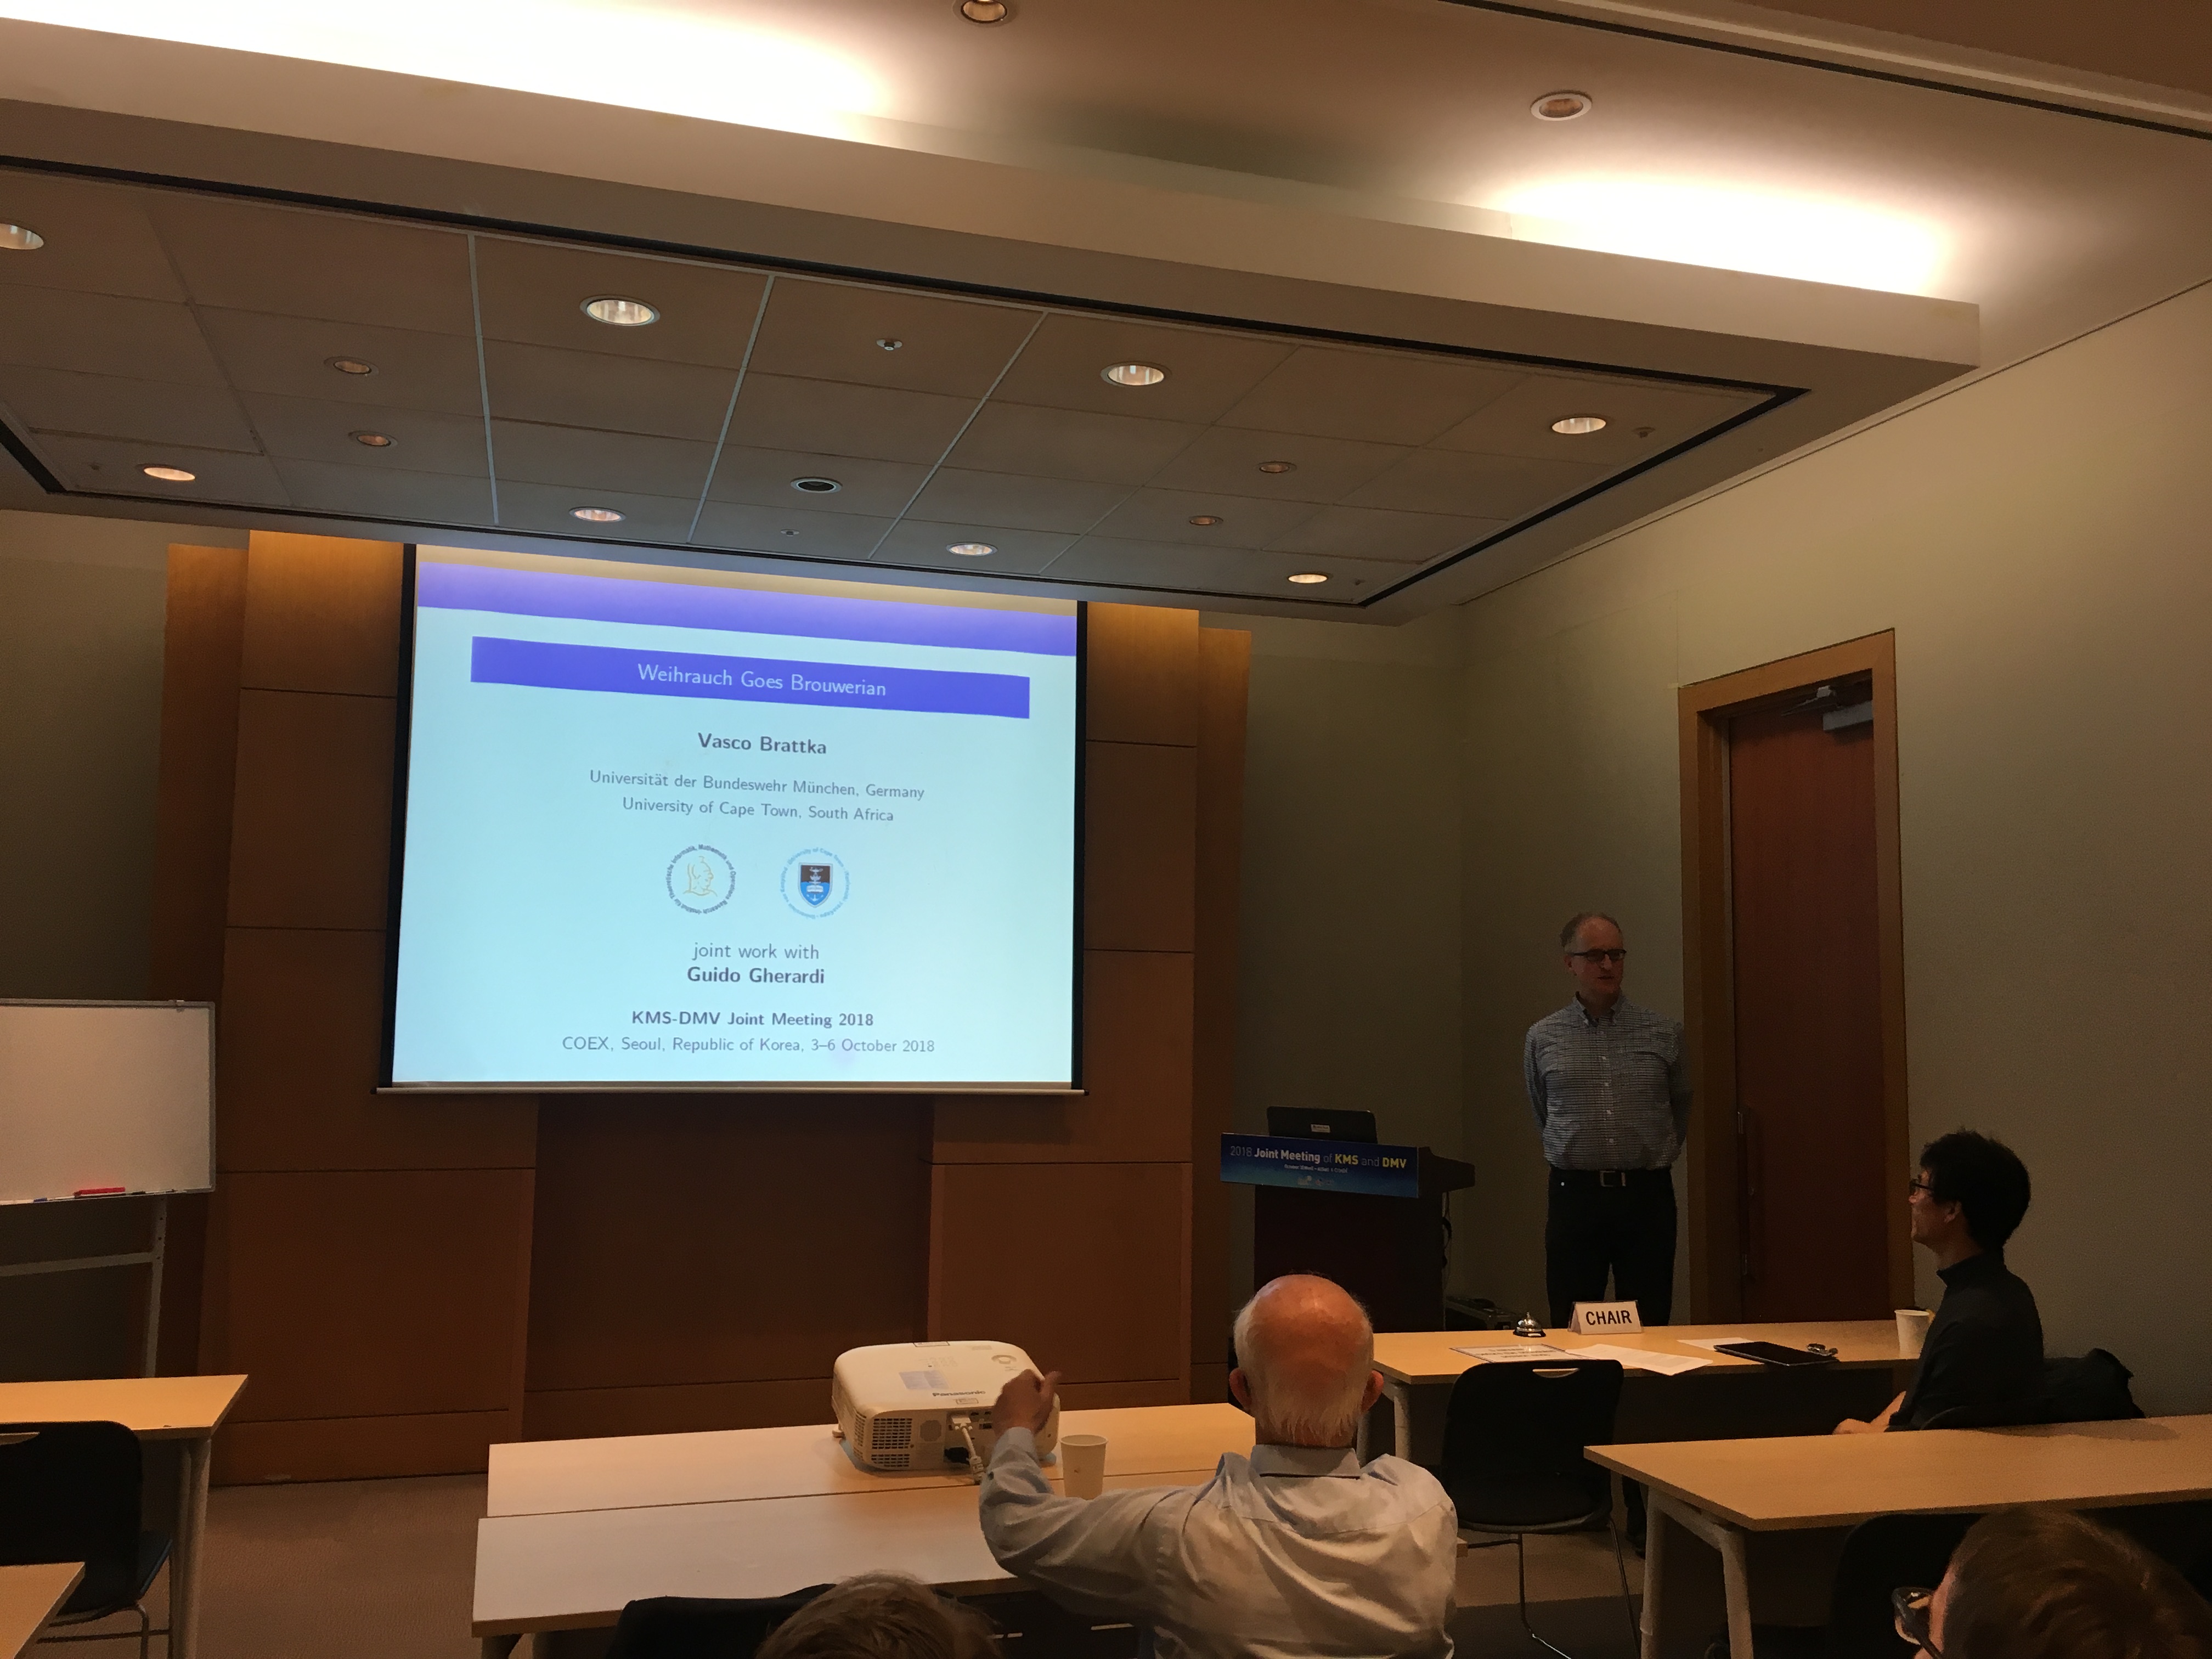 Weihrauch Goes Brouwerian
Vasco Brattka
Universität der Bundeswehr München, Germany
University of Cape Town, South Africa
joint work with
Guido Gherardi
KMS-DMV Joint Meeting 2018
COEX, Seoul, Republic of Korea, 3–6 October 2018
2018 Joint Meeting of KMS and DMV
CHAIR
Panasonic